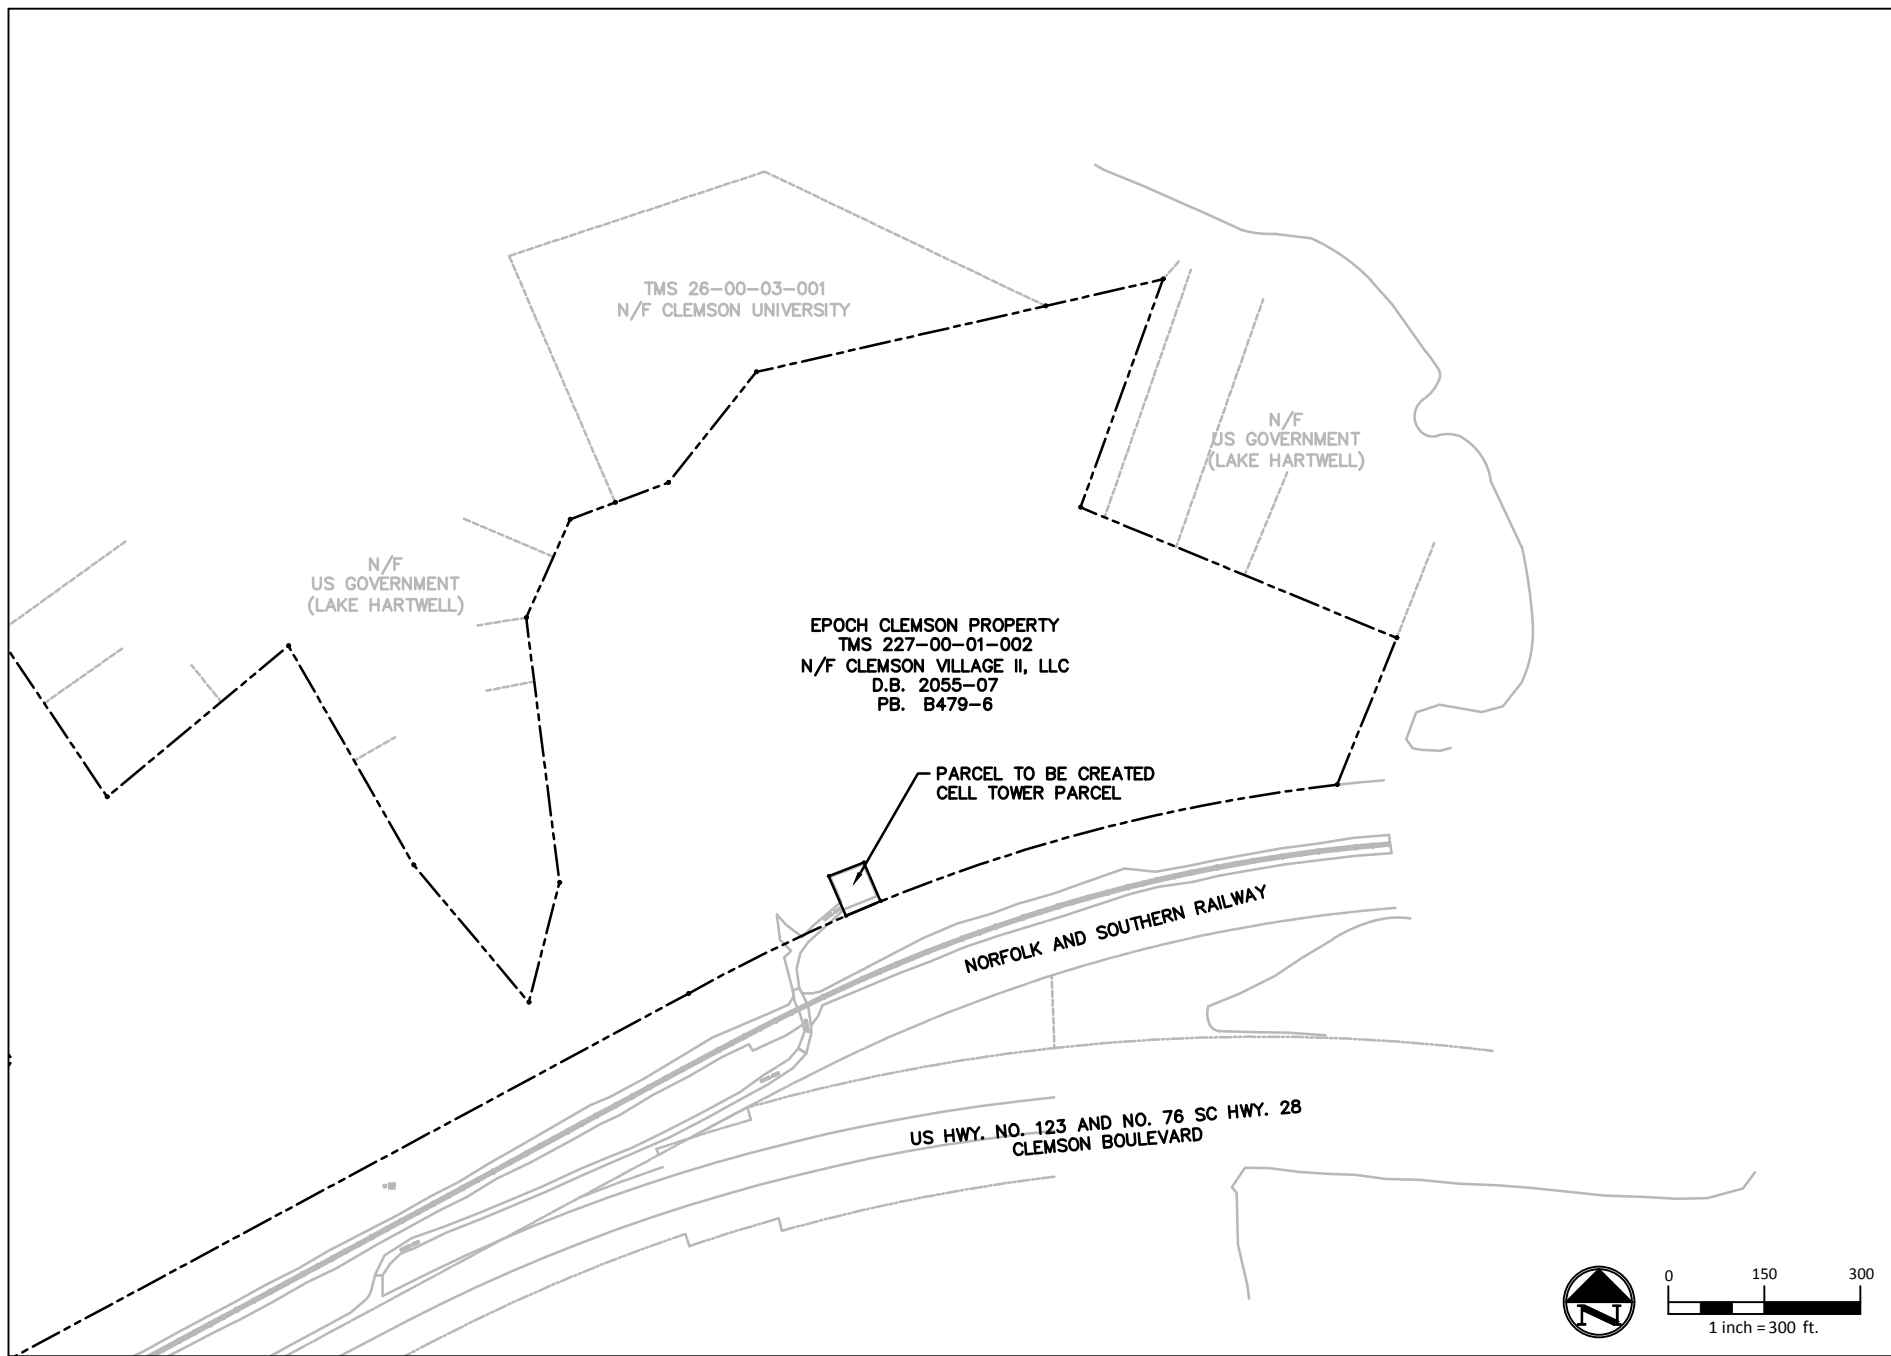 TMS 26-00-03-001
N/F CLEMSON UNIVERSITY
N/F
US GOVERNMENT
(LAKE HARTWELL)
N/F
US GOVERNMENT
(LAKE HARTWELL)
EPOCH CLEMSON PROPERTY
TMS 227-00-01-002
N/F CLEMSON VILLAGE II, LLC
D.B. 2055-07
PB. B479-6
PARCEL TO BE CREATED
CELL TOWER PARCEL
NORFOLK AND SOUTHERN RAILWAY
US HWY. NO. 123 AND NO. 76 SC HWY. 28
CLEMSON BOULEVARD
N
0 150 300
1 inch = 300 ft.